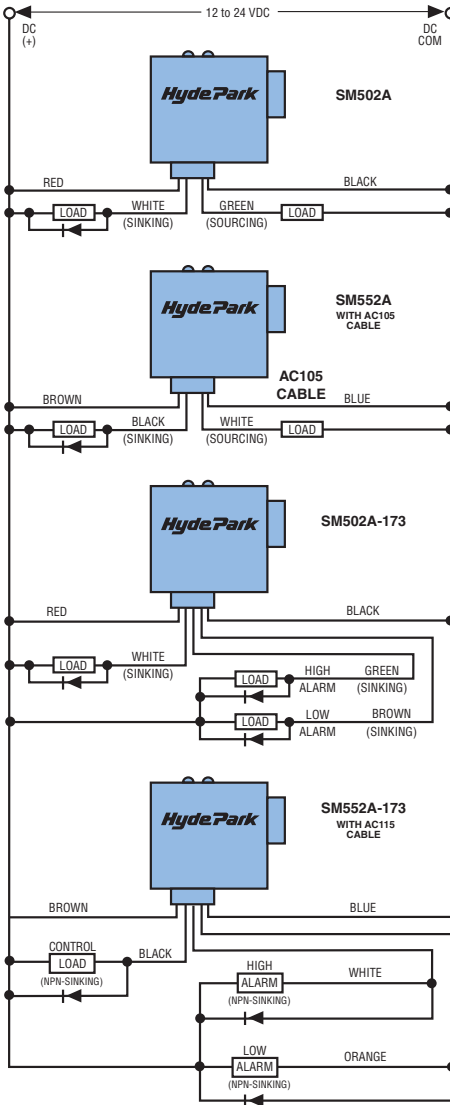 12 to 24 VDC
DC
(+)
DC
COM
HydePark
SM502A
RED
BLACK
LOAD
WHITE
(SINKING)
GREEN
(SOURCING)
LOAD
HydePark
SM552A
WITH AC105
CABLE
AC105
CABLE
BROWN
BLUE
LOAD
BLACK
(SINKING)
WHITE
(SOURCING)
LOAD
HydePark
SM502A-173
RED
BLACK
LOAD
WHITE
(SINKING)
LOAD
HIGH
ALARM
GREEN
(SINKING)
LOAD
LOW
ALARM
BROWN
(SINKING)
HydePark
SM552A-173
WITH AC115
CABLE
BROWN
BLUE
CONTROL
LOAD
(NPN-SINKING)
BLACK
HIGH
ALARM
(NPN-SINKING)
WHITE
LOW
ALARM
(NPN-SINKING)
ORANGE